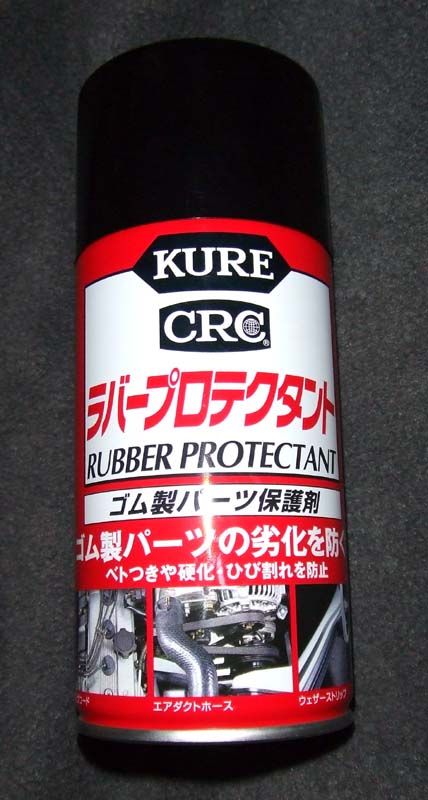 KURE
CRC®
ラバープロテクタント
RUBBER PROTECTANT
ゴム製パーツ保護剤
ゴム製パーツの劣化を防ぐ
ベトつきや硬化・ひび割れを防止
コード エアダクトホース ウェザーストリップ